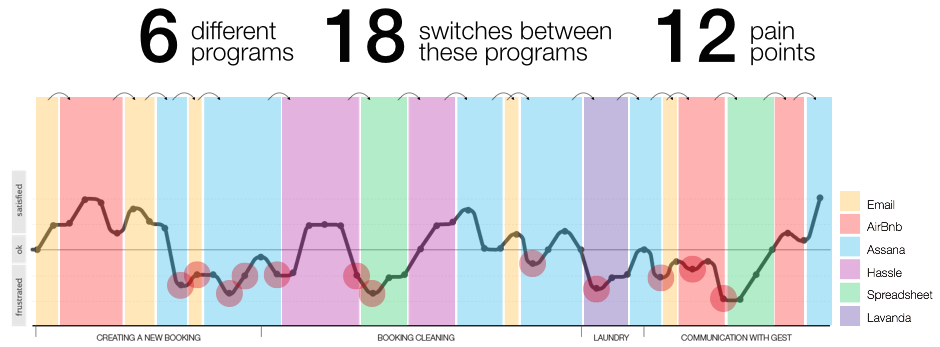 6 different programs
18 switches between these programs
12 pain points
satisfied
ok
frustrated
Email
AirBnb
Assana
Hassle
Spreadsheet
Lavanda
CREATING A NEW BOOKING
BOOKING CLEANING
LAUNDRY
COMMUNICATION WITH GEST